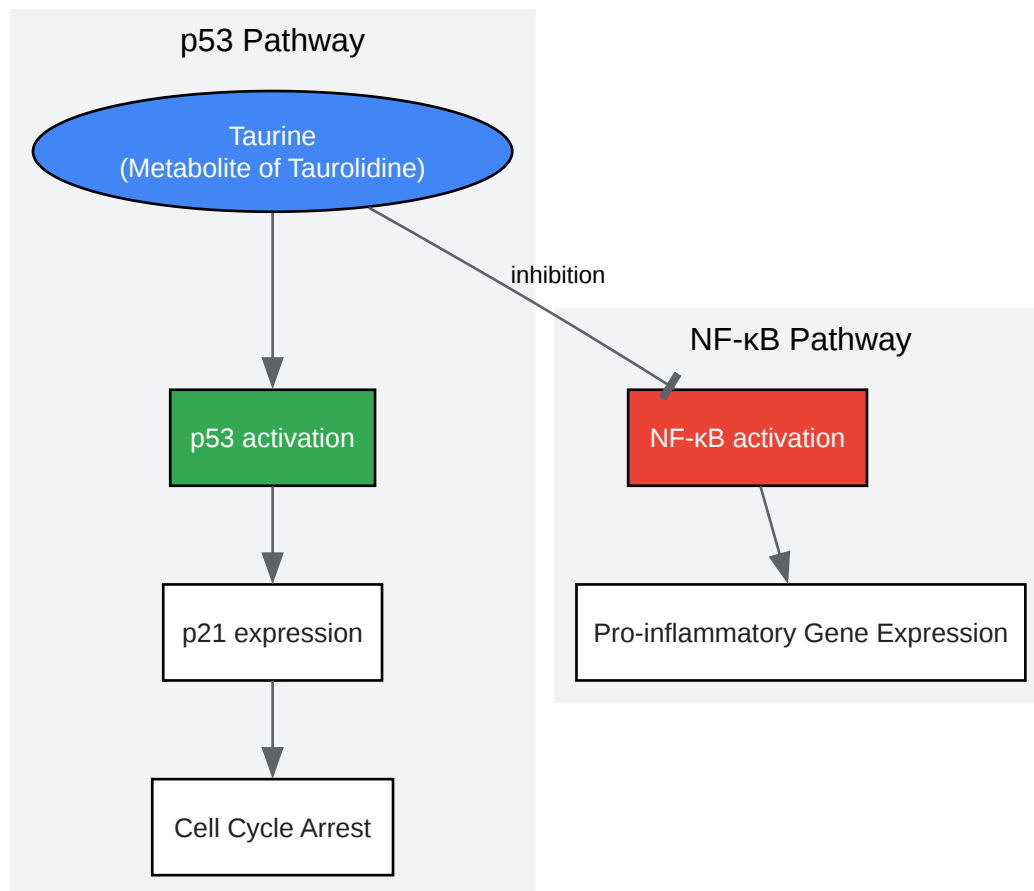 p53 Pathway
Taurine
(Metabolite of Taurolidine)
inhibition
NF-κB Pathway
p53 activation
NF-κB activation
p21 expression
Pro-inflammatory Gene Expression
Cell Cycle Arrest